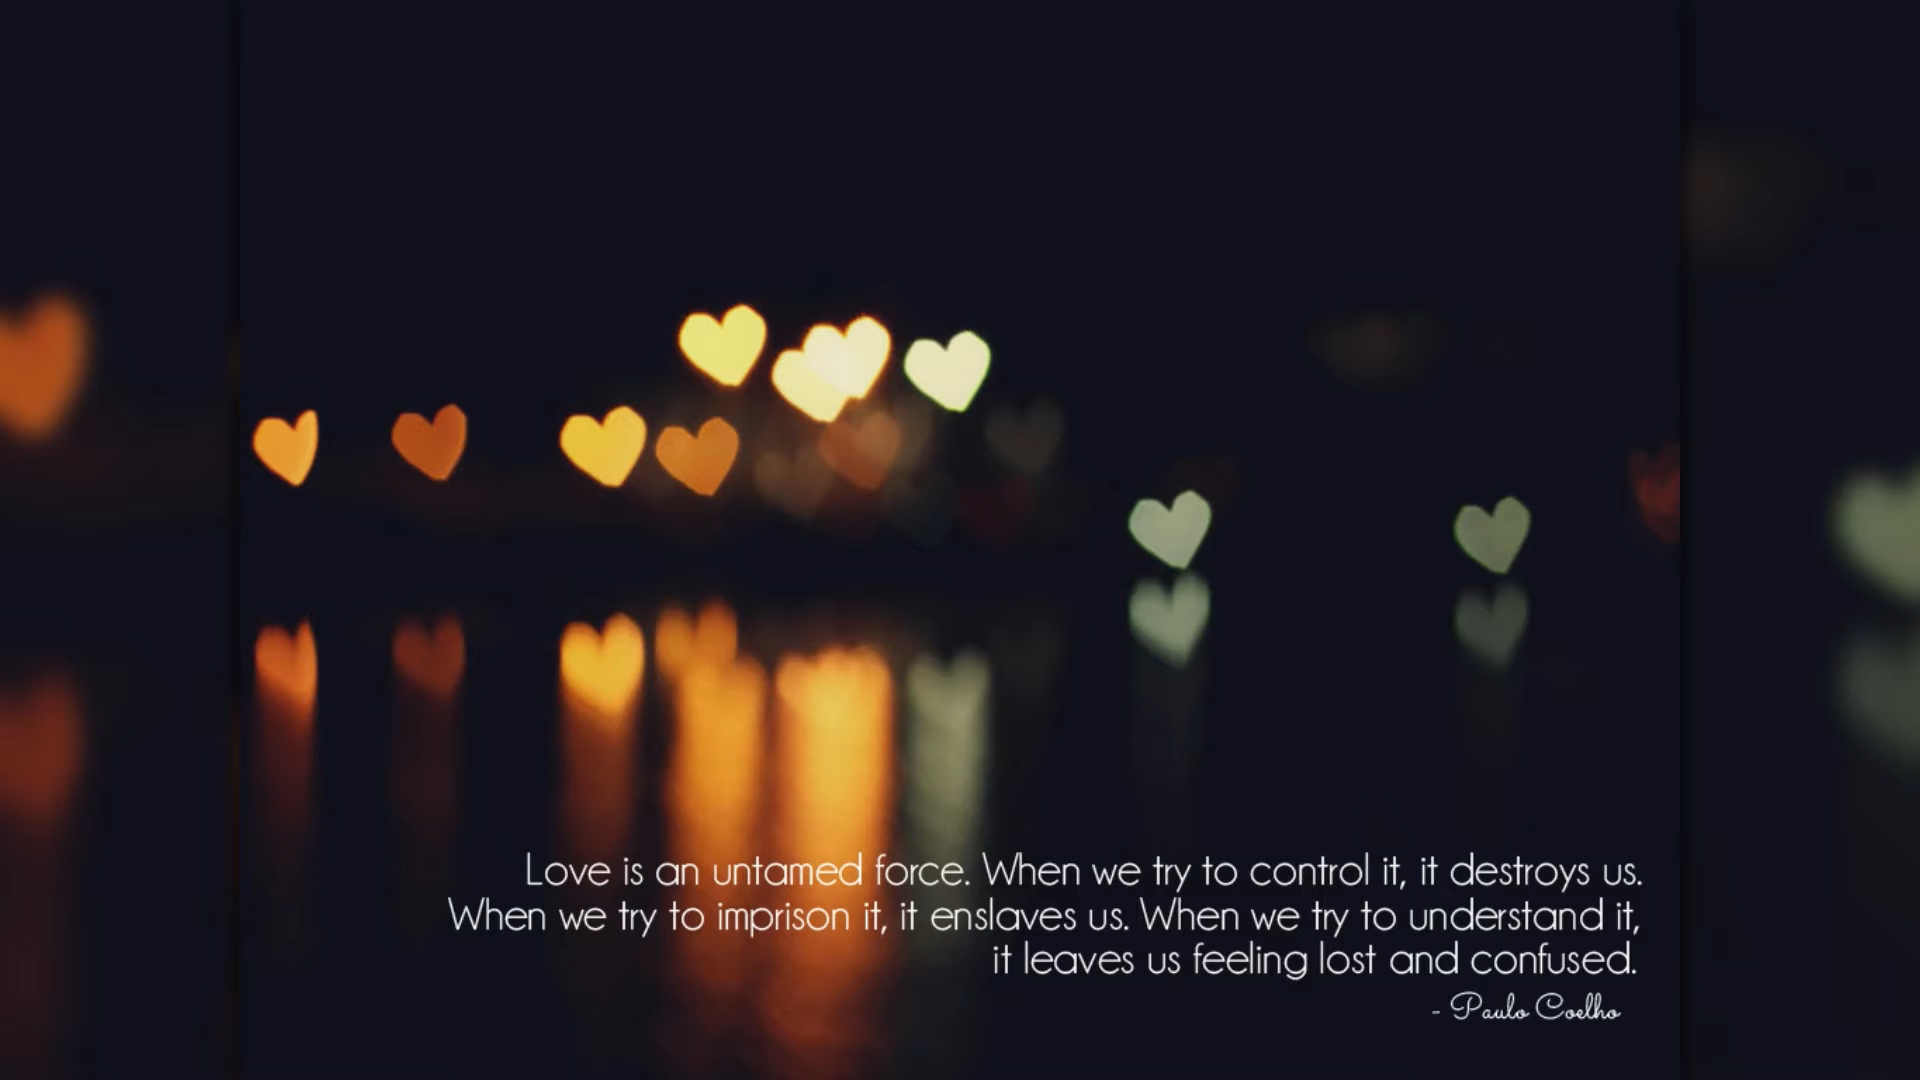 Love is an untamed force. When we try to control it, it destroys us.
When we try to imprison it, it enslaves us. When we try to understand it,
it leaves us feeling lost and confused.
- Paulo Coelho